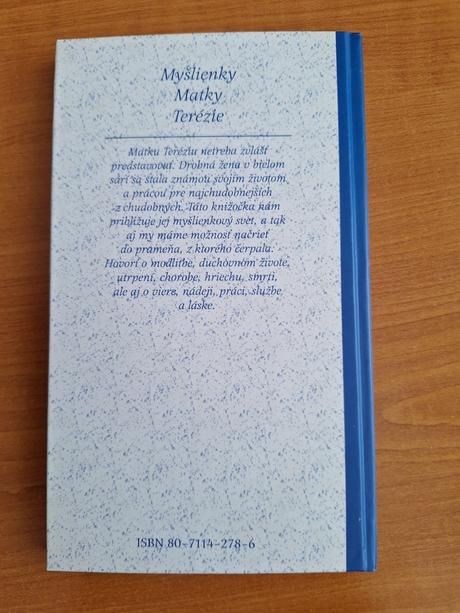 Myšlienky
Matky
Terézie
Matku Teréziu netreba zvlášť
predstavovať. Drobná žena v bielom
sárí sa stala známou svojím životom
a prácou pre najchudobnejších
z chudobných. Táto knižočka nám
približuje jej myšlienkový svet, a tak
aj my máme možnosť načrieť
do prameňa, z ktorého čerpala.
Hovorí o modlitbe, duchovnom živote,
utrpení, chorobe, hriechu, smrti,
ale aj o viere, nádeji, práci, službe
a láske.
ISBN 80-7114-278-6